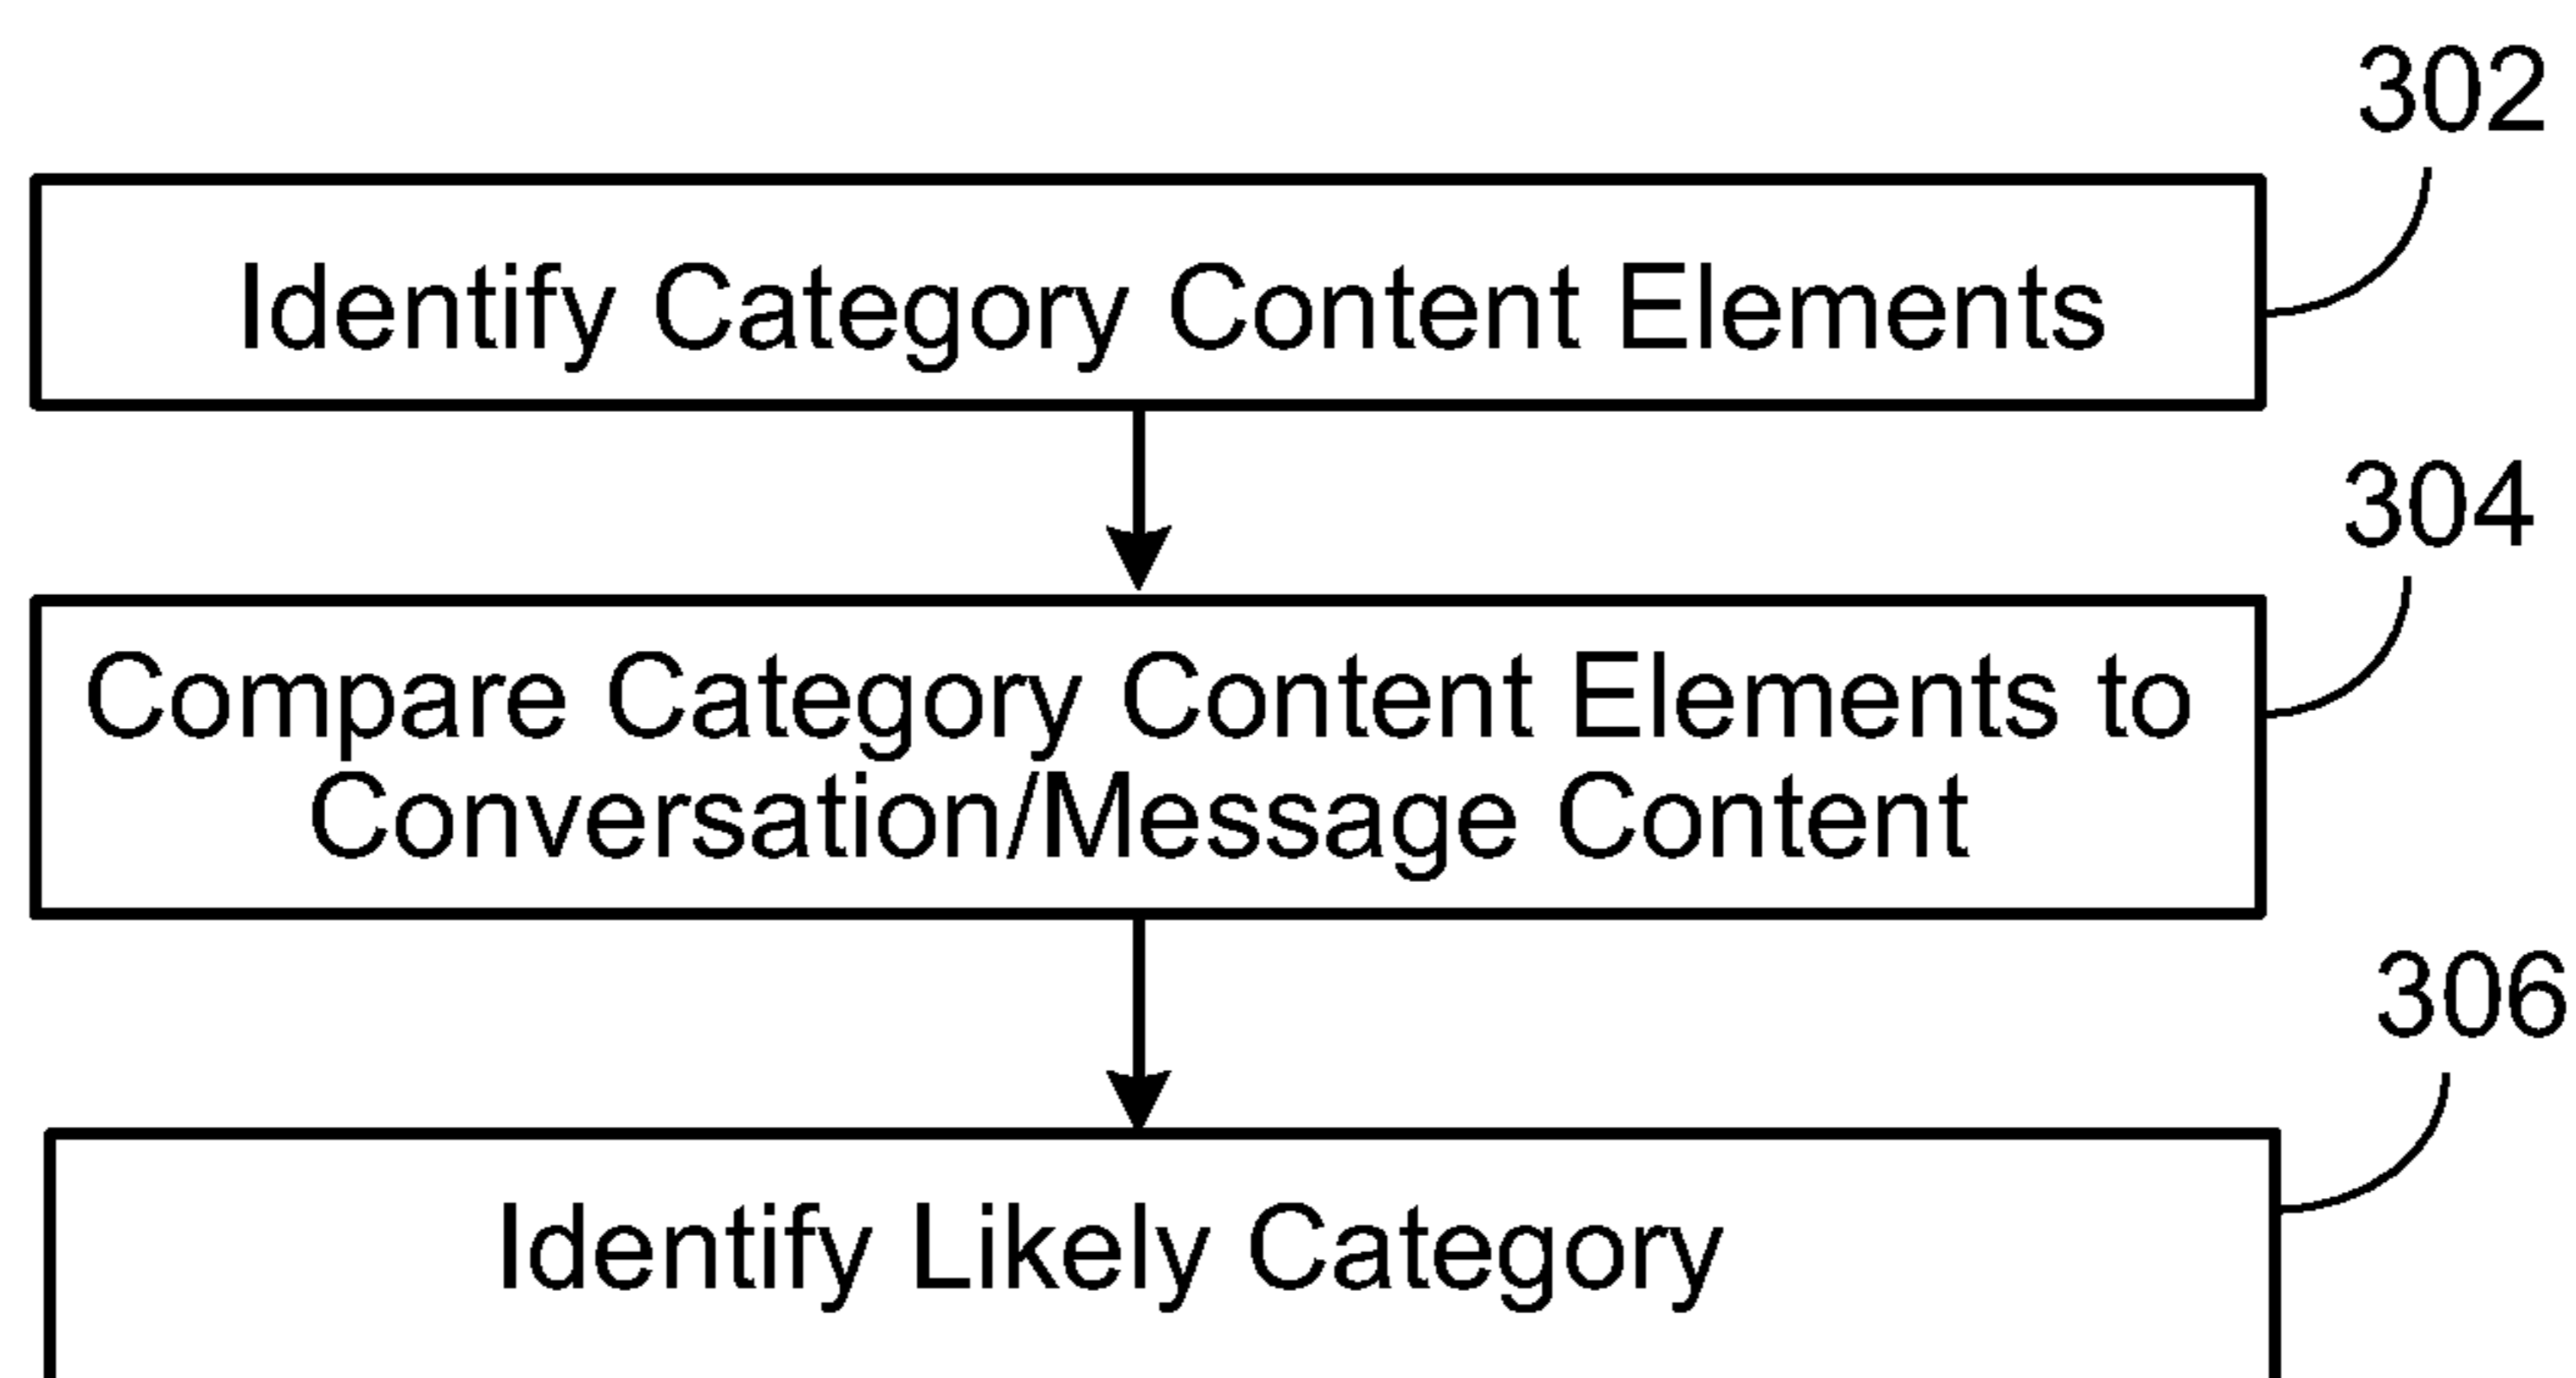 302
Identify Category Content Elements
304
Compare Category Content Elements to
Conversation/Message Content
306
Identify Likely Category